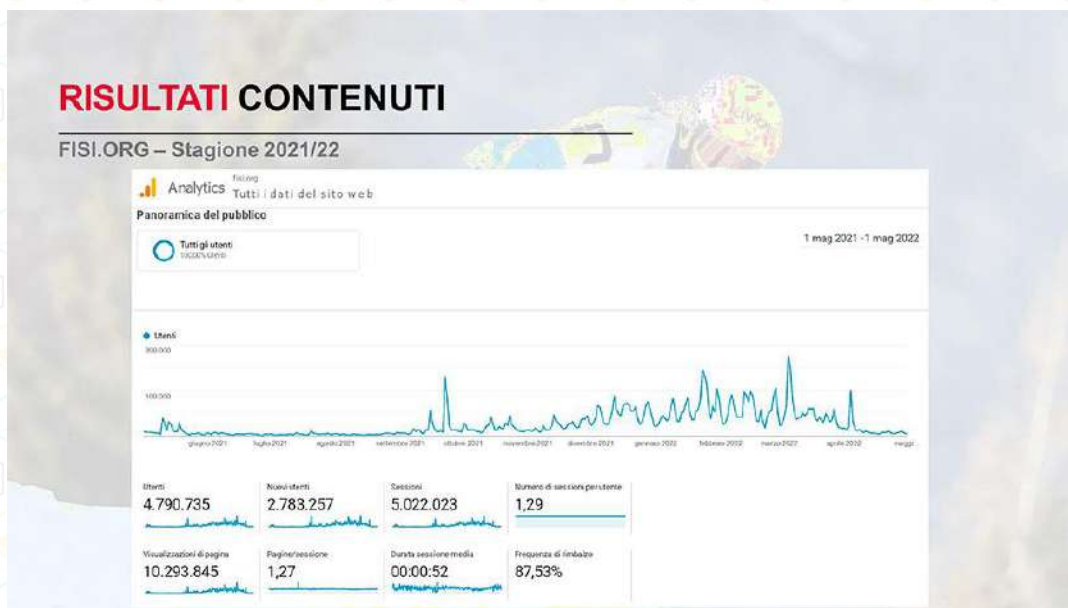 RISULTATI CONTENUTI
FISI.ORG – Stagione 2021/22
Analytics
fisi.org
Tutti i dati del sito web
Panoramica del pubblico
Tutti gli utenti
1 mag 2021 - 1 mag 2022
Utenti
100.000
giugno 2021 luglio 2021 agosto 2021 settembre 2021 ottobre 2021 novembre 2021 dicembre 2021 gennaio 2022 febbraio 2022 marzo 2022 aprile 2022 maggi
Utenti Nuovi utenti Sessioni Numero di sessioni per utente
4.790.735 2.783.257 5.022.023 1,29
Visualizzazioni di pagina Pagine/sessione Durata sessione media Frequenza di rimbalzo
10.293.845 1,27 00:00:52 87,53%